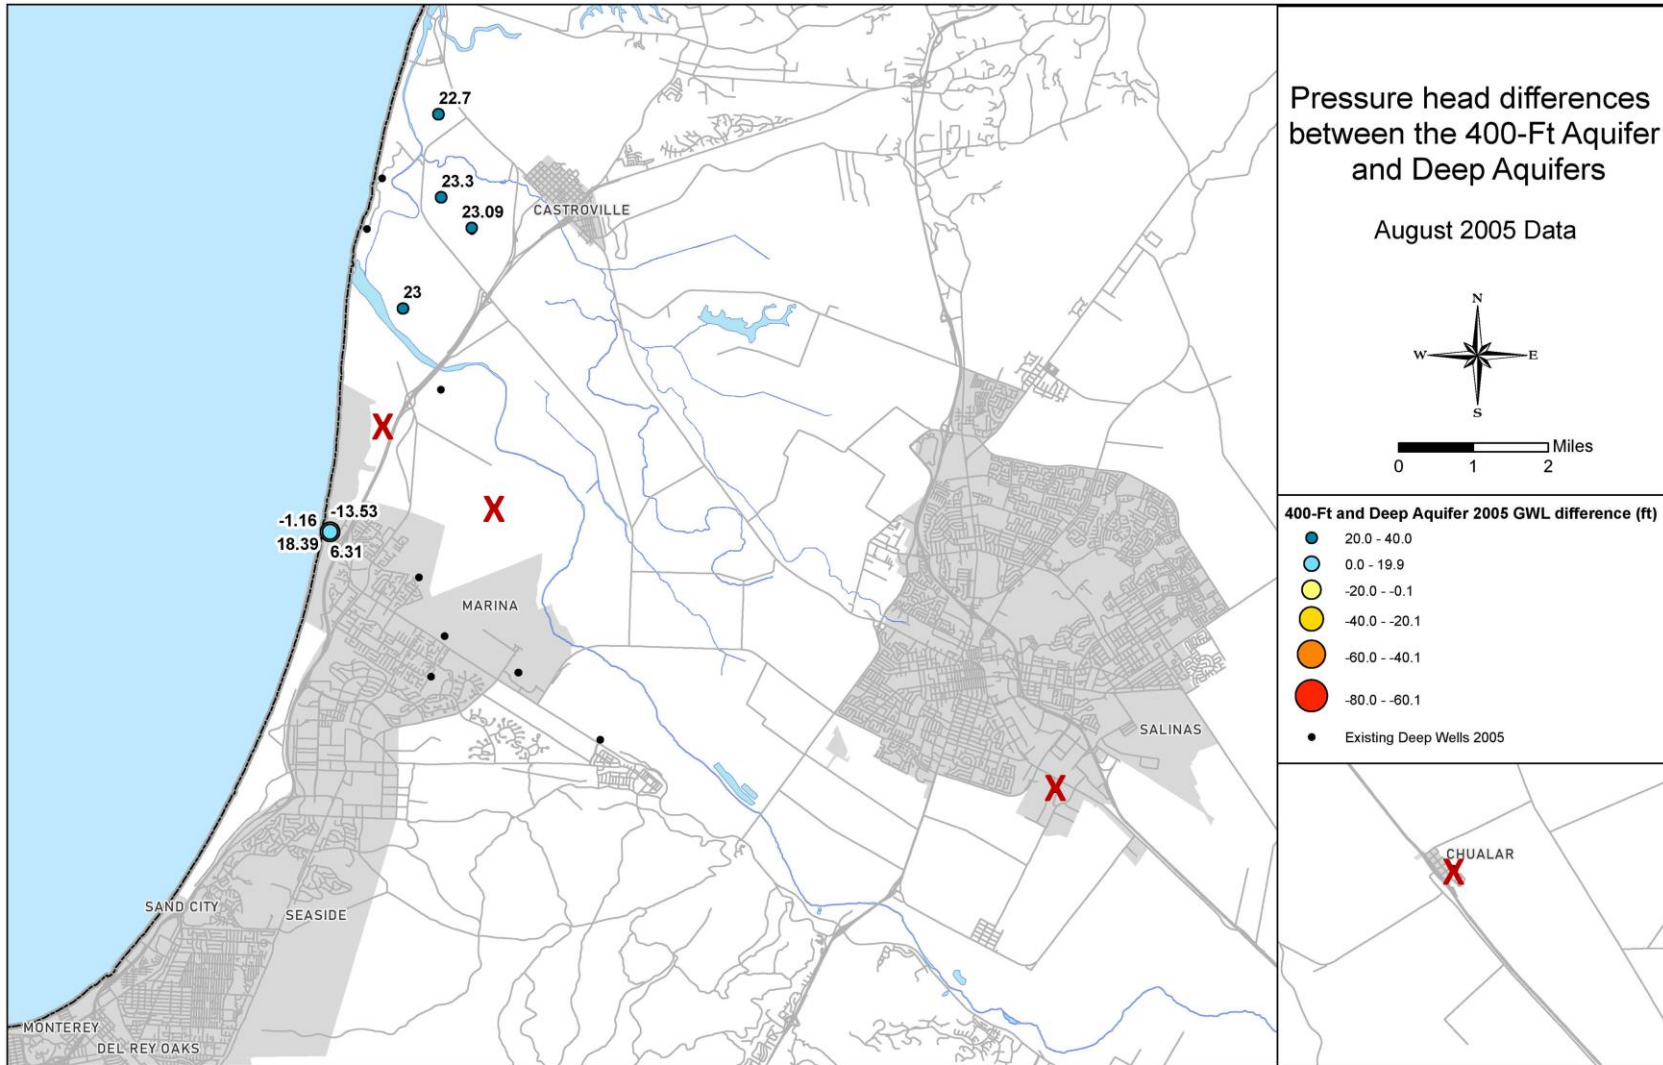 22.7
23.3
23.09
CASTROVILLE
23
X
X
-1.16
-13.53
18.39
6.31
MARINA
SALINAS
X
SAND CITY
SEASIDE
MONTEREY
DEL REY OAKS
Pressure head differences
between the 400-Ft Aquifer
and Deep Aquifers
August 2005 Data
N
W
E
S
Miles
0
1
2
400-Ft and Deep Aquifer 2005 GWL difference (ft)
20.0 - 40.0
0.0 - 19.9
-20.0 - -0.1
-40.0 - -20.1
-60.0 - -40.1
-80.0 - -60.1
Existing Deep Wells 2005
CHUALAR
X